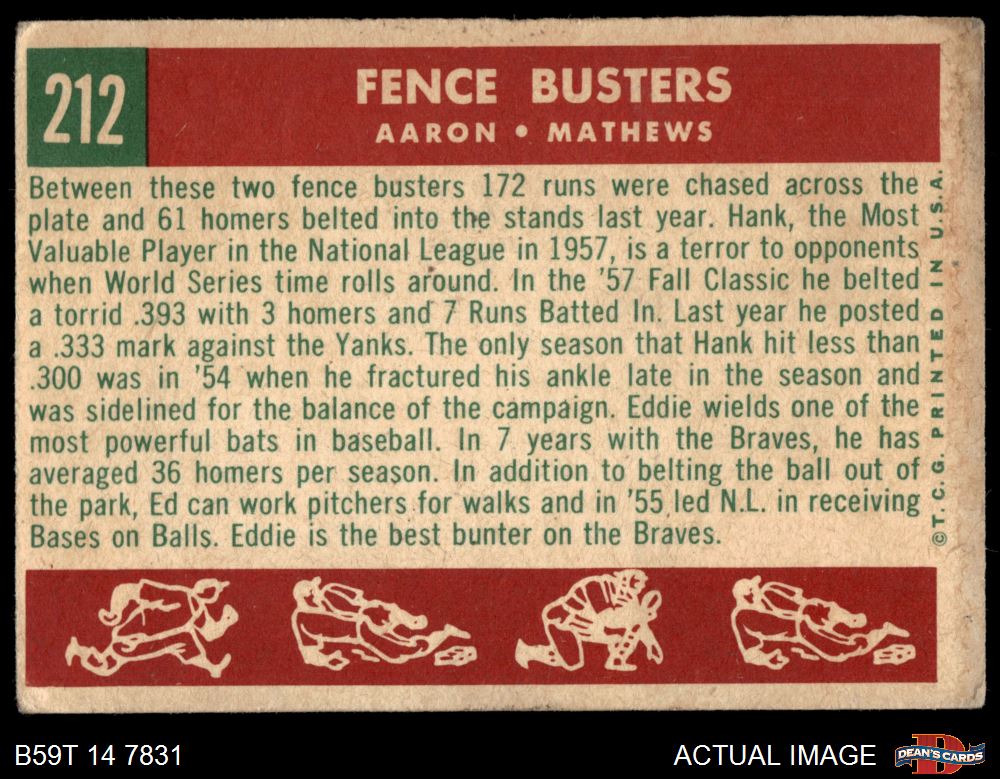 212
FENCE BUSTERS
AARON • MATHEWS
Between these two fence busters 172 runs were chased across the
plate and 61 homers belted into the stands last year. Hank, the Most
Valuable Player in the National League in 1957, is a terror to opponents
when World Series time rolls around. In the '57 Fall Classic he belted
a torrid .393 with 3 homers and 7 Runs Batted In. Last year he posted
a .333 mark against the Yanks. The only season that Hank hit less than
.300 was in '54 when he fractured his ankle late in the season and
was sidelined for the balance of the campaign. Eddie wields one of the
most powerful bats in baseball. In 7 years with the Braves, he has
averaged 36 homers per season. In addition to belting the ball out of
the park, Ed can work pitchers for walks and in '55 led N.L. in receiving
Bases on Balls. Eddie is the best bunter on the Braves.
© T. C. G. PRINTED IN U.S.A.
B59T 14 7831
ACTUAL IMAGE
D
DEAN'S CARDS